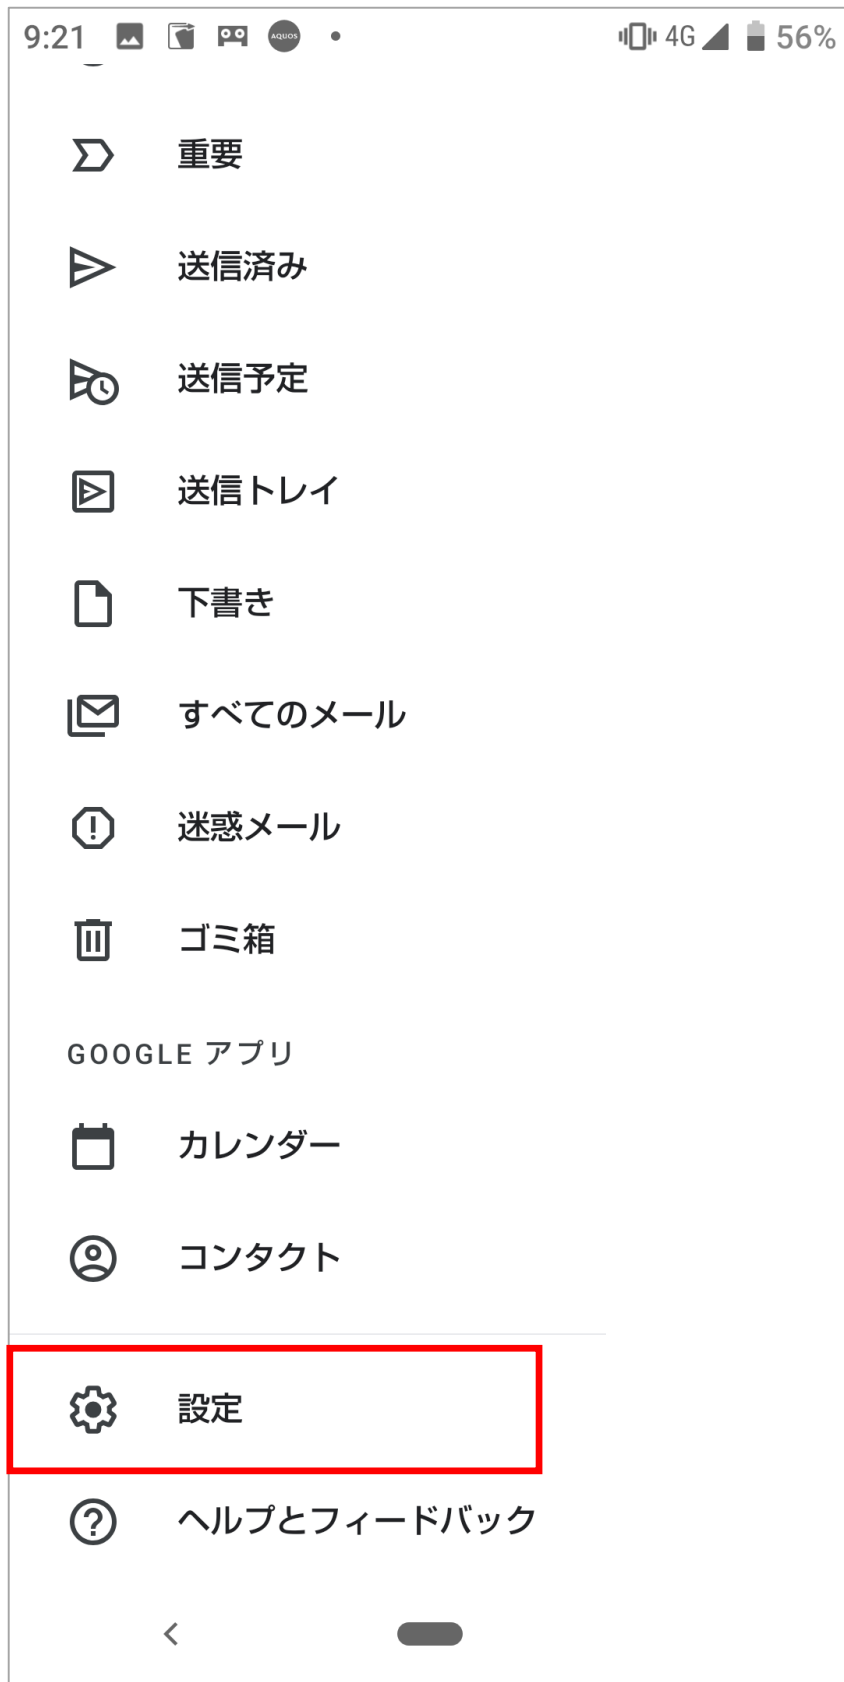 9:21 AQUOS 4G 56%
重要
送信済み
送信予定
送信トレイ
下書き
すべてのメール
迷惑メール
ゴミ箱
GOOGLE アプリ
カレンダー
コンタクト
設定
ヘルプとフィードバック